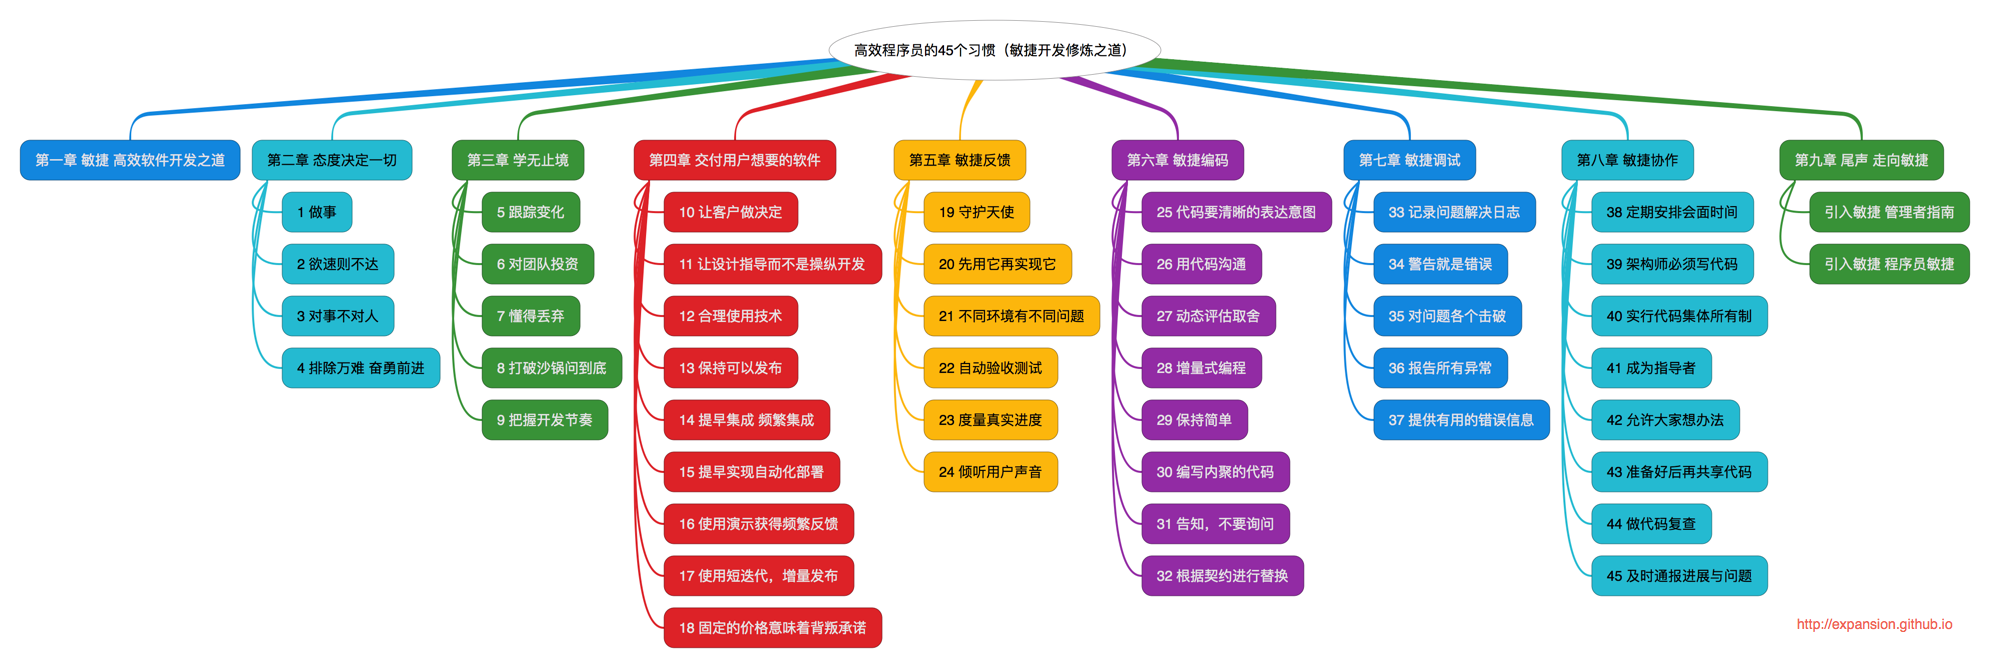 高效程序员的45个习惯（敏捷开发修炼之道）
第一章 敏捷 高效软件开发之道
第二章 态度决定一切
1 做事
2 欲速则不达
3 对事不对人
4 排除万难 奋勇前进
第三章 学无止境
5 跟踪变化
6 对团队投资
7 懂得丢弃
8 打破沙锅问到底
9 把握开发节奏
第四章 交付用户想要的软件
10 让客户做决定
11 让设计指导而不是操纵开发
12 合理使用技术
13 保持可以发布
14 提早集成 频繁集成
15 提早实现自动化部署
16 使用演示获得频繁反馈
17 使用短迭代，增量发布
18 固定的价格意味着背叛承诺
第五章 敏捷反馈
19 守护天使
20 先用它再实现它
21 不同环境有不同问题
22 自动验收测试
23 度量真实进度
24 倾听用户声音
第六章 敏捷编码
25 代码要清晰的表达意图
26 用代码沟通
27 动态评估取舍
28 增量式编程
29 保持简单
30 编写内聚的代码
31 告知，不要询问
32 根据契约进行替换
第七章 敏捷调试
33 记录问题解决日志
34 警告就是错误
35 对问题各个击破
36 报告所有异常
37 提供有用的错误信息
第八章 敏捷协作
38 定期安排会面时间
39 架构师必须写代码
40 实行代码集体所有制
41 成为指导者
42 允许大家想办法
43 准备好后再共享代码
44 做代码复查
45 及时通报进展与问题
第九章 尾声 走向敏捷
引入敏捷 管理者指南
引入敏捷 程序员敏捷
http://expansion.github.io